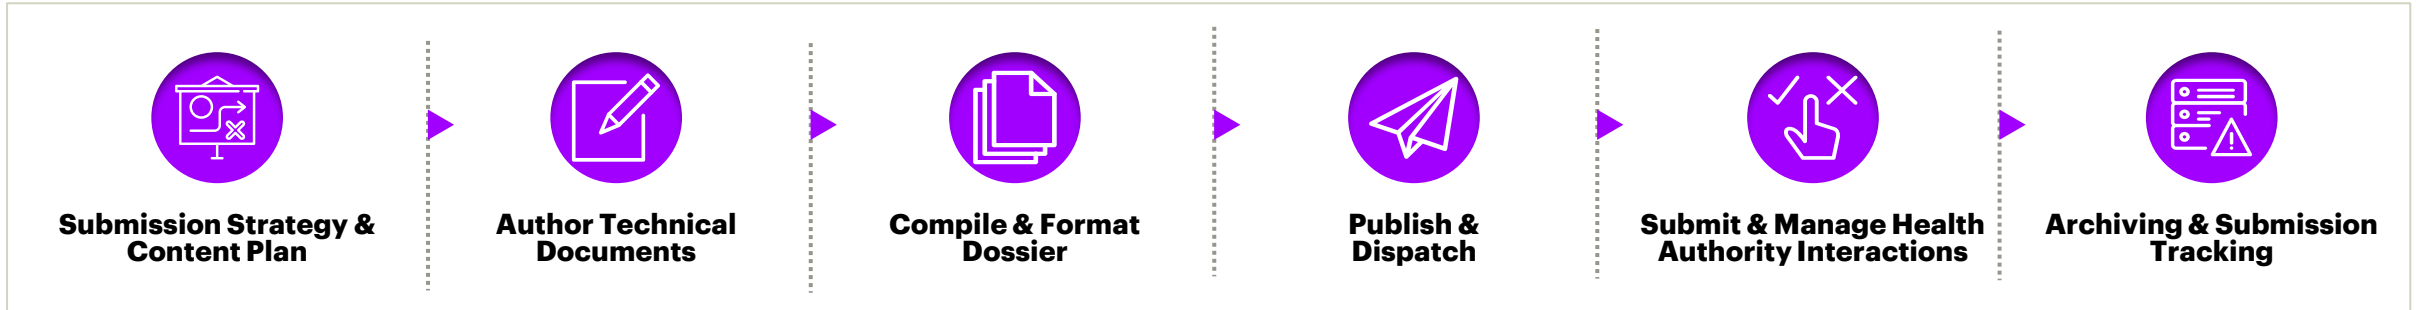 Submission Strategy &
Content Plan
Author Technical
Documents
Compile & Format
Dossier
Publish &
Dispatch
Submit & Manage Health
Authority Interactions
Archiving & Submission
Tracking